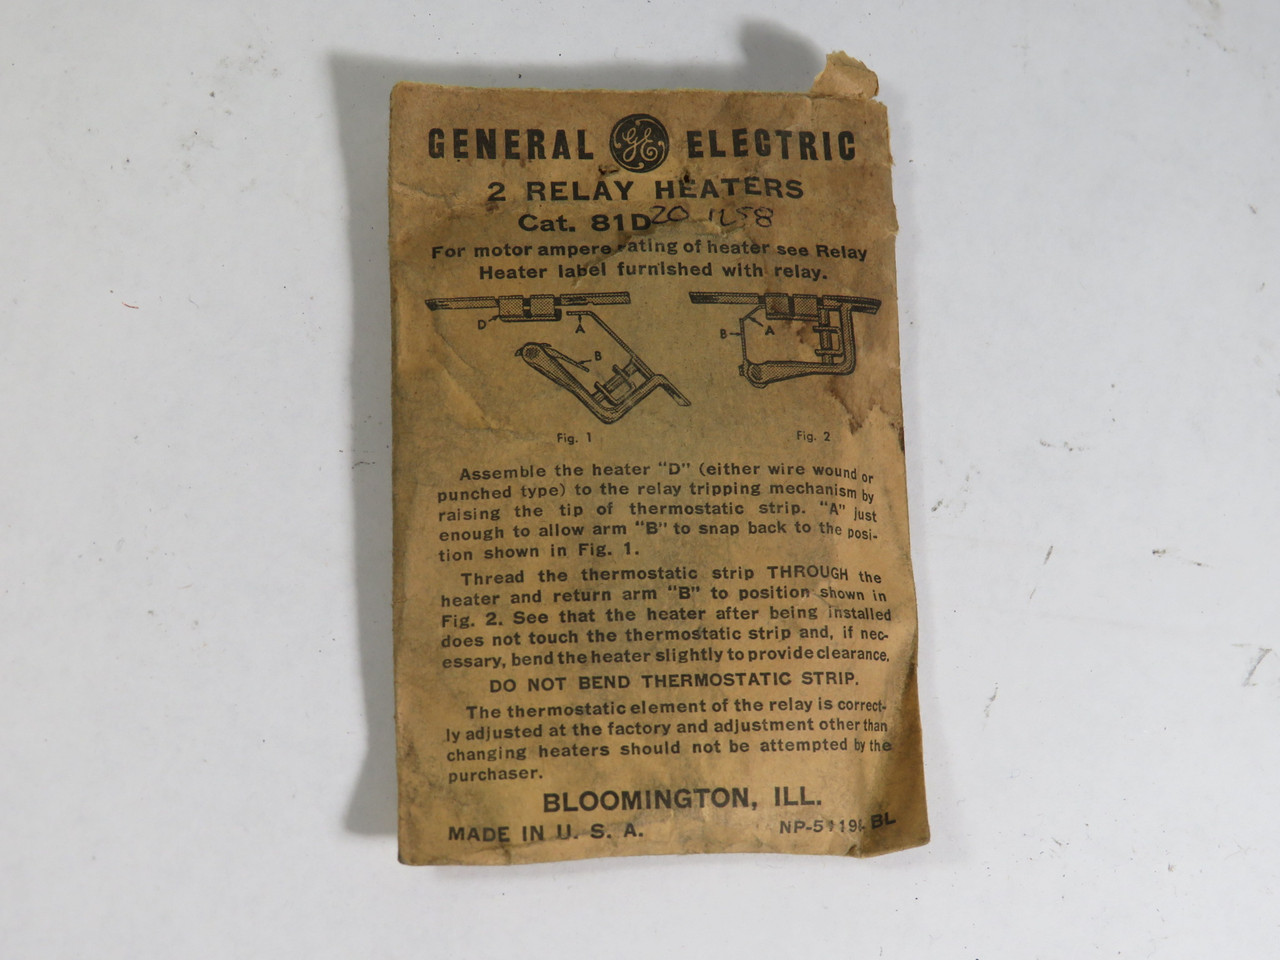 GENERAL GE ELECTRIC
2 RELAY HEATERS
Cat. 81D
For motor ampere rating of heater see Relay
Heater label furnished with relay.
D A B
B A
Fig. 1 Fig. 2
Assemble the heater "D" (either wire wound or
punched type) to the relay tripping mechanism by
raising the tip of thermostatic strip. "A" just
enough to allow arm "B" to snap back to the posi-
tion shown in Fig. 1.
Thread the thermostatic strip THROUGH the
heater and return arm "B" to position shown in
Fig. 2. See that the heater after being installed
does not touch the thermostatic strip and, if nec-
essary, bend the heater slightly to provide clearance.
DO NOT BEND THERMOSTATIC STRIP.
The thermostatic element of the relay is correct-
ly adjusted at the factory and adjustment other than
changing heaters should not be attempted by the
purchaser.
BLOOMINGTON, ILL.
MADE IN U. S. A. BL